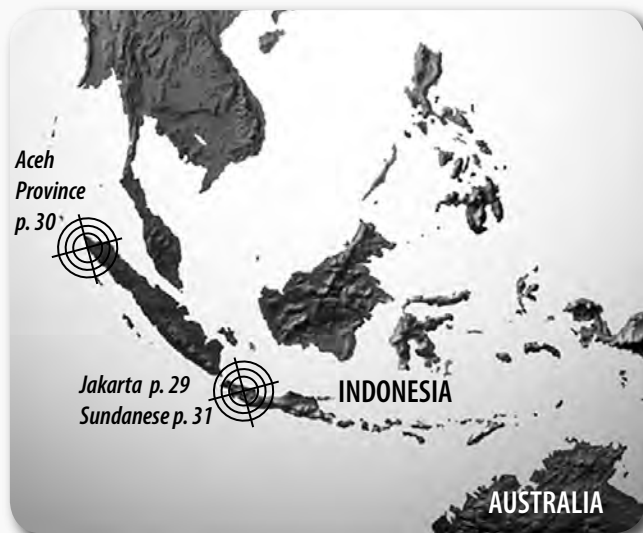 Aceh
Province
p. 30
Jakarta p. 29
Sundanese p. 31
INDONESIA
AUSTRALIA